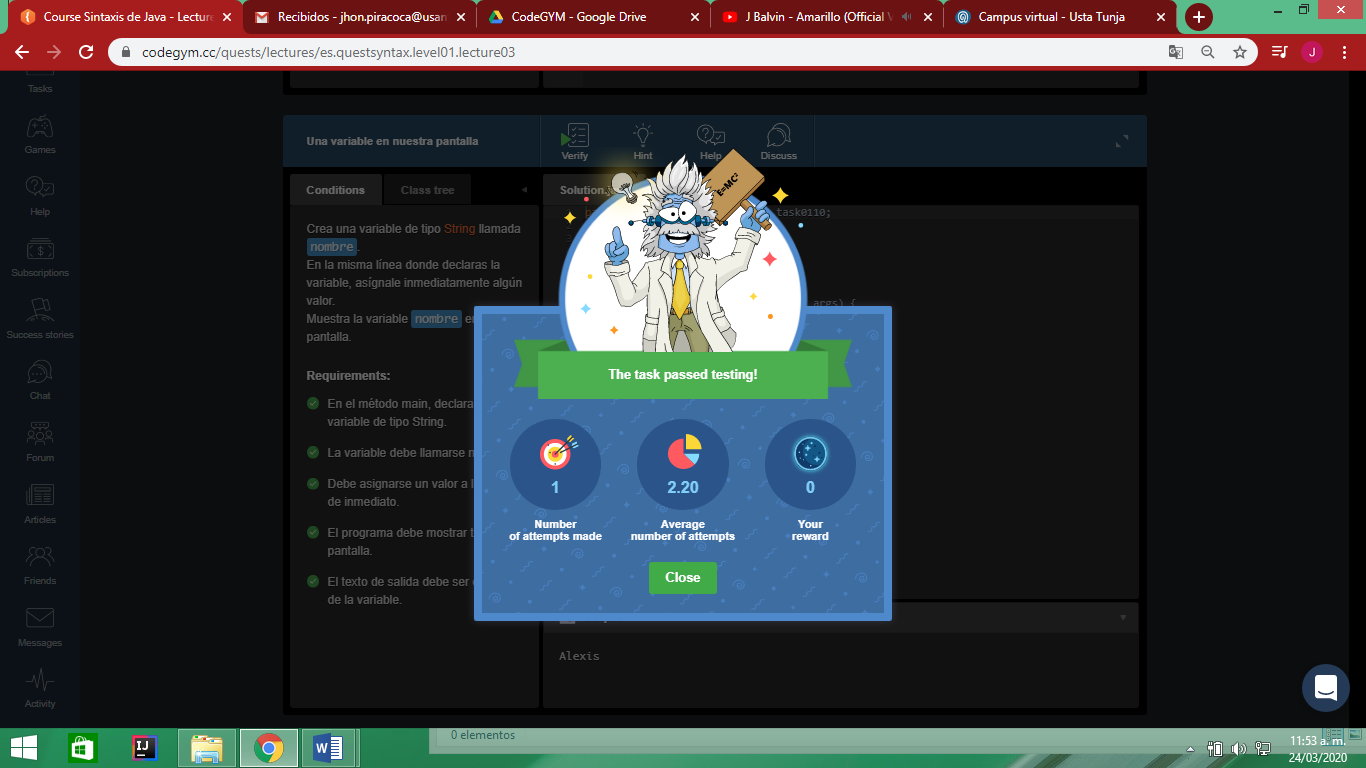 Course Sintaxis de Java - Lecture
Recibidos - jhon.piracoca@usan
CodeGYM - Google Drive
J Balvin - Amarillo (Official V
Campus virtual - Usta Tunja
codegym.cc/quests/lectures/es.questsyntax.level01.lecture03
J
Tasks
Games
Help
Subscriptions
Success stories
Chat
Forum
Articles
Friends
Messages
Activity
Una variable en nuestra pantalla
Verify
Hint
Help
Discuss
Conditions
Class tree
Solution.
task0110;
args) {
Crea una variable de tipo String llamada
nombre.
En la misma línea donde declaras la
variable, asígnale inmediatamente algún
valor.
Muestra la variable nombre en
pantalla.
Requirements:
En el método main, declara
variable de tipo String.
La variable debe llamarse
Debe asignarse un valor a l
de inmediato.
El programa debe mostrar t
pantalla.
El texto de salida debe ser
de la variable.
E=MC²
The task passed testing!
1
2.20
0
Number
of attempts made
Average
number of attempts
Your
reward
Close
Alexis
IJ
0 elementos
11:53 a. m.
24/03/2020